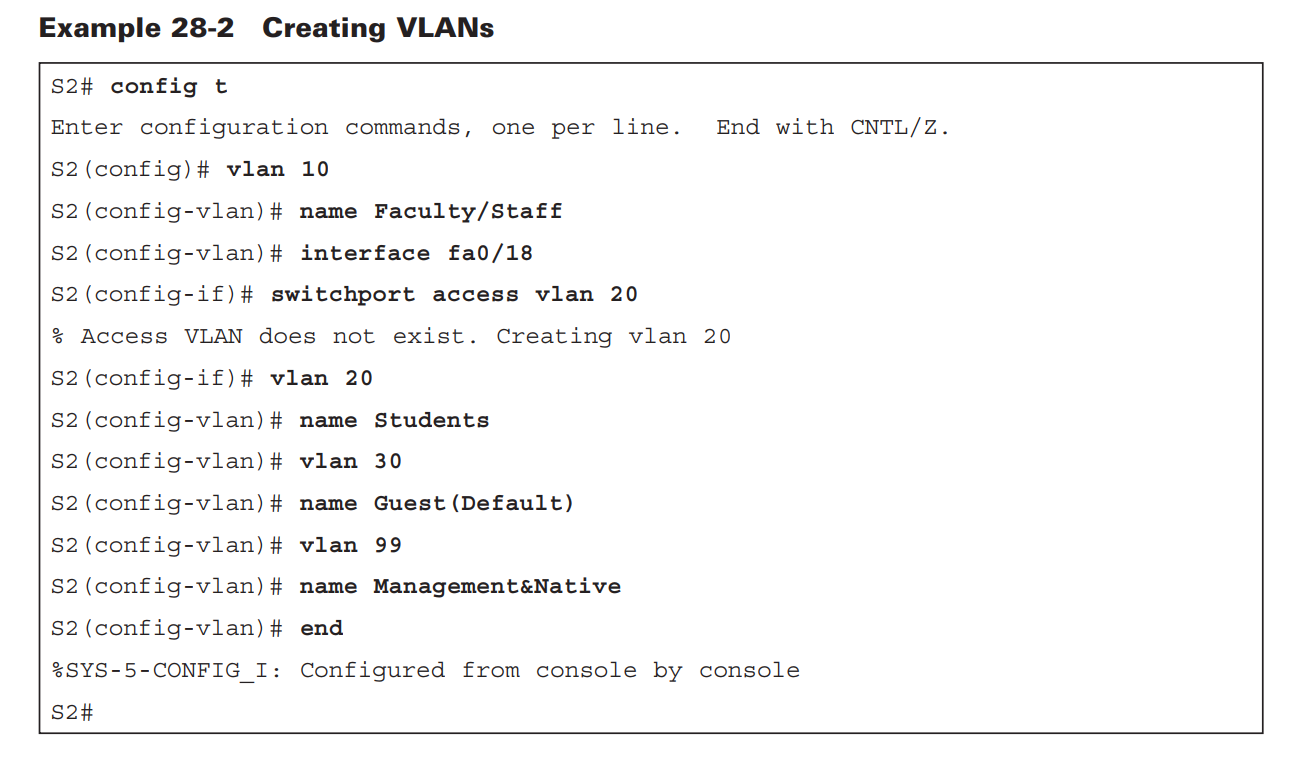 Example 28-2 Creating VLANs
S2# config t
Enter configuration commands, one per line.  End with CNTL/Z.
S2(config)# vlan 10
S2(config-vlan)# name Faculty/Staff
S2(config-vlan)# interface fa0/18
S2(config-if)# switchport access vlan 20
% Access VLAN does not exist. Creating vlan 20
S2(config-if)# vlan 20
S2(config-vlan)# name Students
S2(config-vlan)# vlan 30
S2(config-vlan)# name Guest(Default)
S2(config-vlan)# vlan 99
S2(config-vlan)# name Management&Native
S2(config-vlan)# end
%SYS-5-CONFIG_I: Configured from console by console
S2#